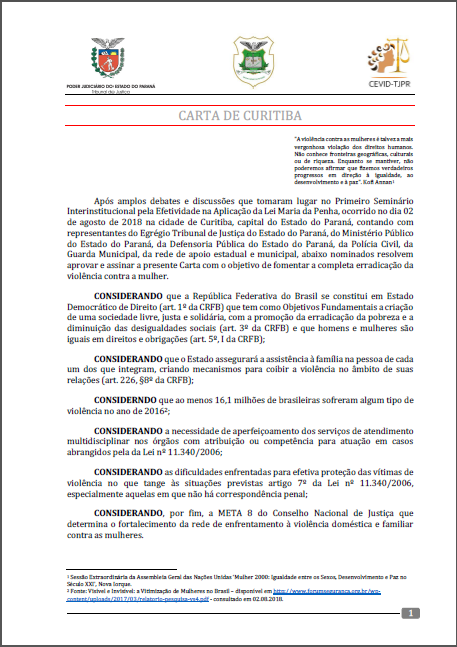 PODER JUDICIÁRIO DO ESTADO DO PARANÁ
Tribunal de Justiça
CEVID-TJPR
CARTA DE CURITIBA
"A violência contra as mulheres é talvez a mais
vergonhosa violação dos direitos humanos.
Não conhece fronteiras geográficas, culturais
ou de riqueza. Enquanto se mantiver, não
poderemos afirmar que fizemos verdadeiros
progressos em direção à igualdade, ao
desenvolvimento e à paz". Kofi Annan¹
Após amplos debates e discussões que tomaram lugar no Primeiro Seminário
Interinstitucional pela Efetividade na Aplicação da Lei Maria da Penha, ocorrido no dia 02
de agosto de 2018 na cidade de Curitiba, capital do Estado do Paraná, contando com
representantes do Egrégio Tribunal de Justiça do Estado do Paraná, do Ministério Público
do Estado do Paraná, da Defensoria Pública do Estado do Paraná, da Polícia Civil, da
Guarda Municipal, da rede de apoio estadual e municipal, abaixo nominados resolvem
aprovar e assinar a presente Carta com o objetivo de fomentar a completa erradicação da
violência contra a mulher.
CONSIDERANDO que a República Federativa do Brasil se constitui em Estado
Democrático de Direito (art. 1º da CRFB) que tem como Objetivos Fundamentais a criação
de uma sociedade livre, justa e solidária, com a promoção da erradicação da pobreza e a
diminuição das desigualdades sociais (art. 3º da CRFB) e que homens e mulheres são
iguais em direitos e obrigações (art. 5º, I da CRFB);
CONSIDERANDO que o Estado assegurará a assistência à família na pessoa de cada
um dos que integram, criando mecanismos para coibir a violência no âmbito de suas
relações (art. 226, §8º da CRFB);
CONSIDERNDO que ao menos 16,1 milhões de brasileiras sofreram algum tipo de
violência no ano de 2016²;
CONSIDERANDO a necessidade de aperfeiçoamento dos serviços de atendimento
multidisciplinar nos órgãos com atribuição ou competência para atuação em casos
abrangidos pela da Lei nº 11.340/2006;
CONSIDERANDO as dificuldades enfrentadas para efetiva proteção das vítimas de
violência no que tange às situações previstas artigo 7º da Lei nº 11.340/2006,
especialmente aquelas em que não há correspondência penal;
CONSIDERANDO, por fim, a META 8 do Conselho Nacional de Justiça que
determina o fortalecimento da rede de enfrentamento à violência doméstica e familiar
contra as mulheres.
¹ Sessão Extraordinária da Assembleia Geral das Nações Unidas 'Mulher 2000: Igualdade entre os Sexos, Desenvolvimento e Paz no
Século XXI', Nova Iorque.
² Fonte: Visível e Invisível: a Vitimização de Mulheres no Brasil – disponível em http://www.forumseguranca.org.br/wp-
content/uploads/2017/03/relatorio-pesquisa-vs4.pdf - consultado em 02.08.2018.
1